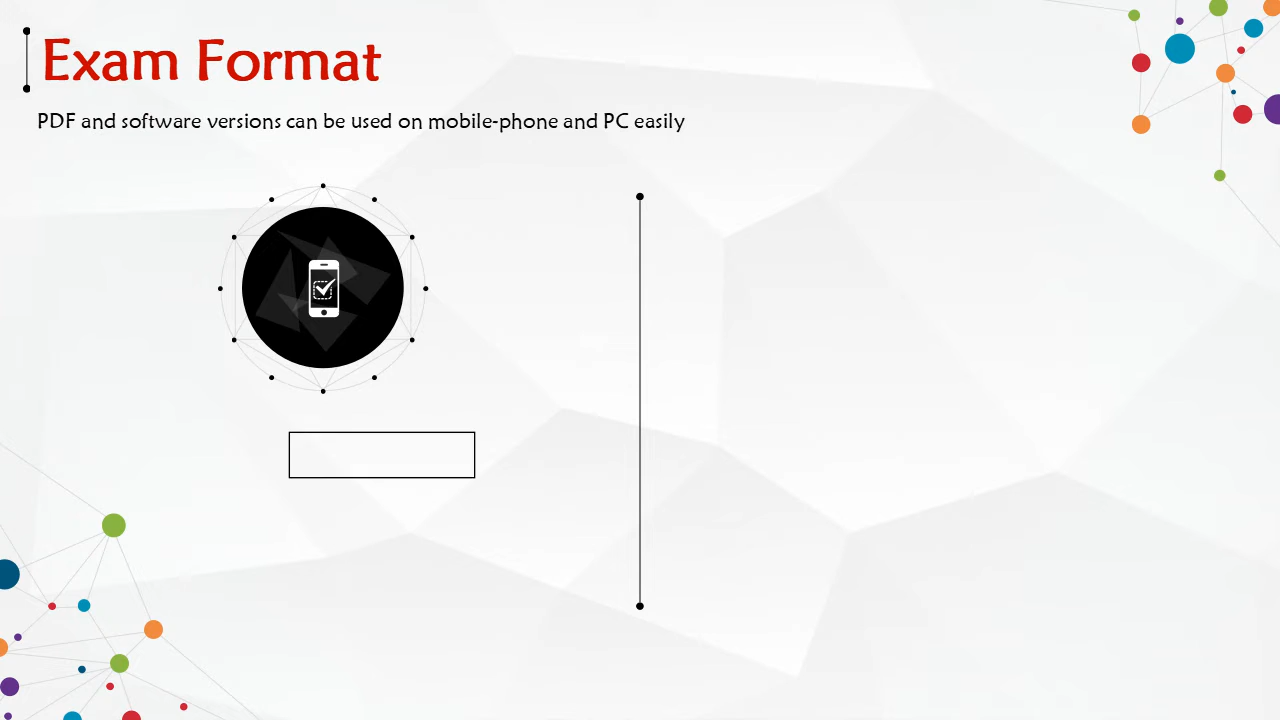 Exam Format
PDF and software versions can be used on mobile-phone and PC easily